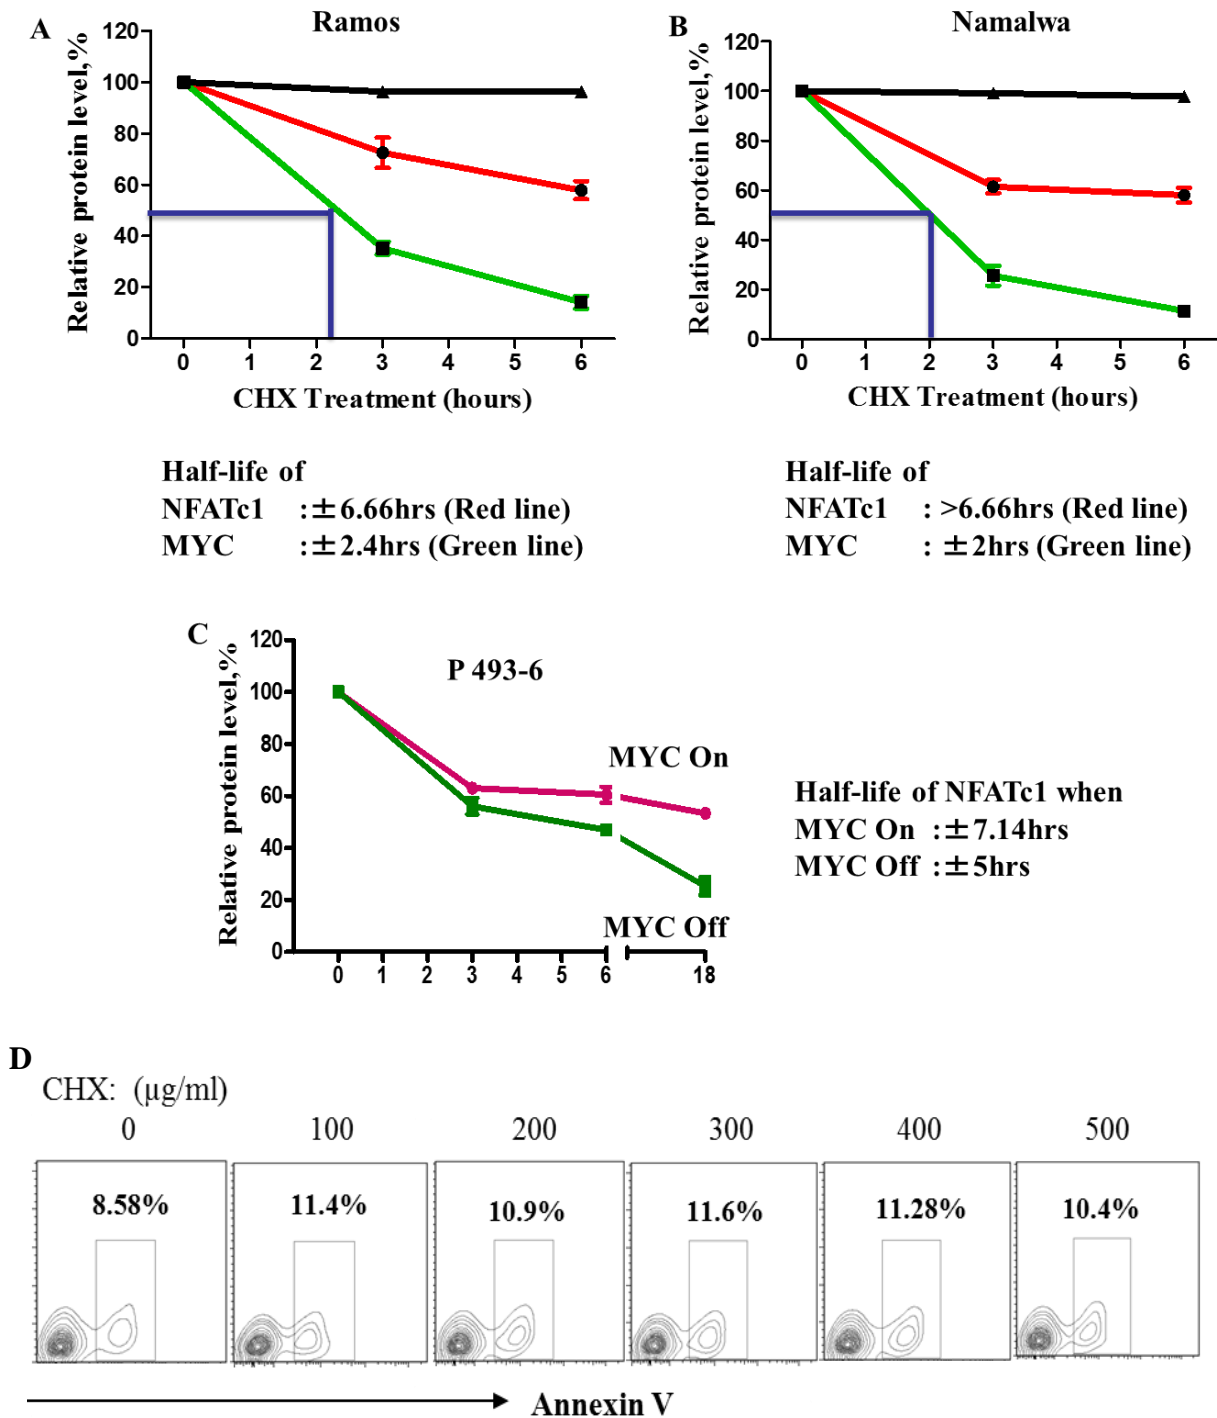 A
Ramos
Relative protein level,%
120
100
80
60
40
20
0
0 1 2 3 4 5 6
CHX Treatment (hours)
Half-life of
NFATc1 :±6.66hrs (Red line)
MYC :±2.4hrs (Green line)
B
Namalwa
Relative protein level,%
120
100
80
60
40
20
0
0 1 2 3 4 5 6
CHX Treatment (hours)
Half-life of
NFATc1 : >6.66hrs (Red line)
MYC : ±2hrs (Green line)
C
P 493-6
Relative protein level,%
120
100
80
60
40
20
0
MYC On
MYC Off
0 1 2 3 4 5 6 18
Half-life of NFATc1 when
MYC On :±7.14hrs
MYC Off :±5hrs
D
CHX: (µg/ml)
0 100 200 300 400 500
8.58% 11.4% 10.9% 11.6% 11.28% 10.4%
Annexin V